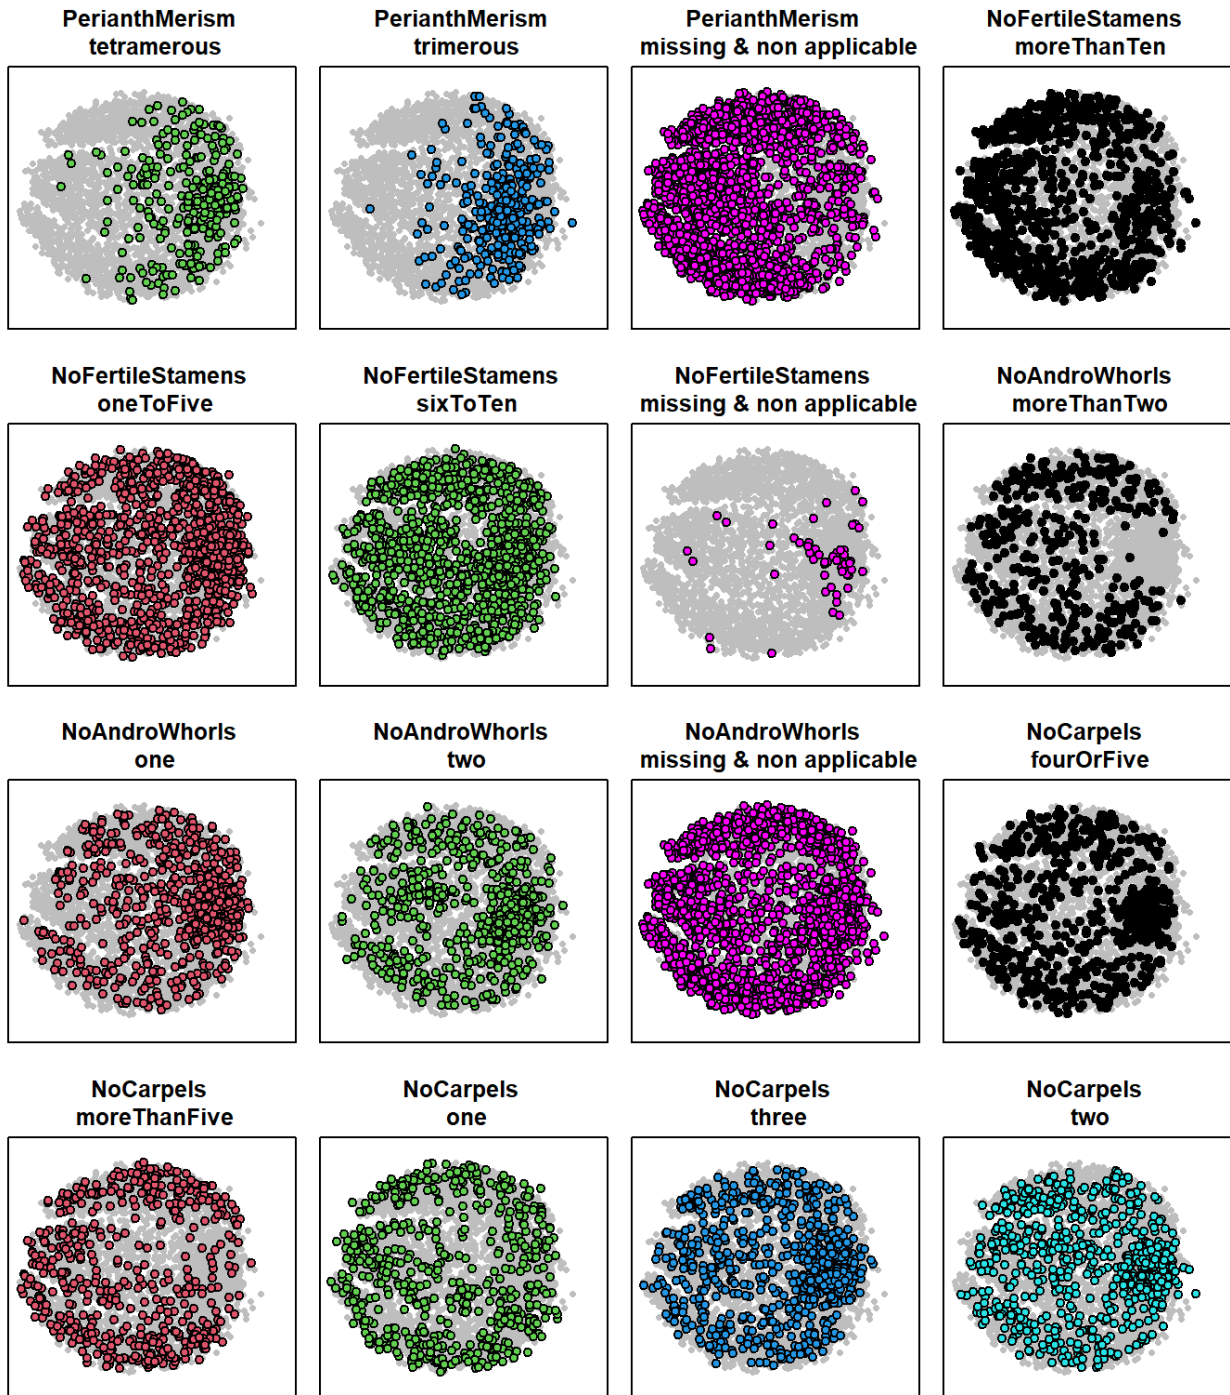 PerianthMerism
tetramerous
PerianthMerism
trimerous
PerianthMerism
missing & non applicable
NoFertileStamens
moreThanTen
NoFertileStamens
oneToFive
NoFertileStamens
sixToTen
NoFertileStamens
missing & non applicable
NoAndroWhorls
moreThanTwo
NoAndroWhorls
one
NoAndroWhorls
two
NoAndroWhorls
missing & non applicable
NoCarpels
fourOrFive
NoCarpels
moreThanFive
NoCarpels
one
NoCarpels
three
NoCarpels
two